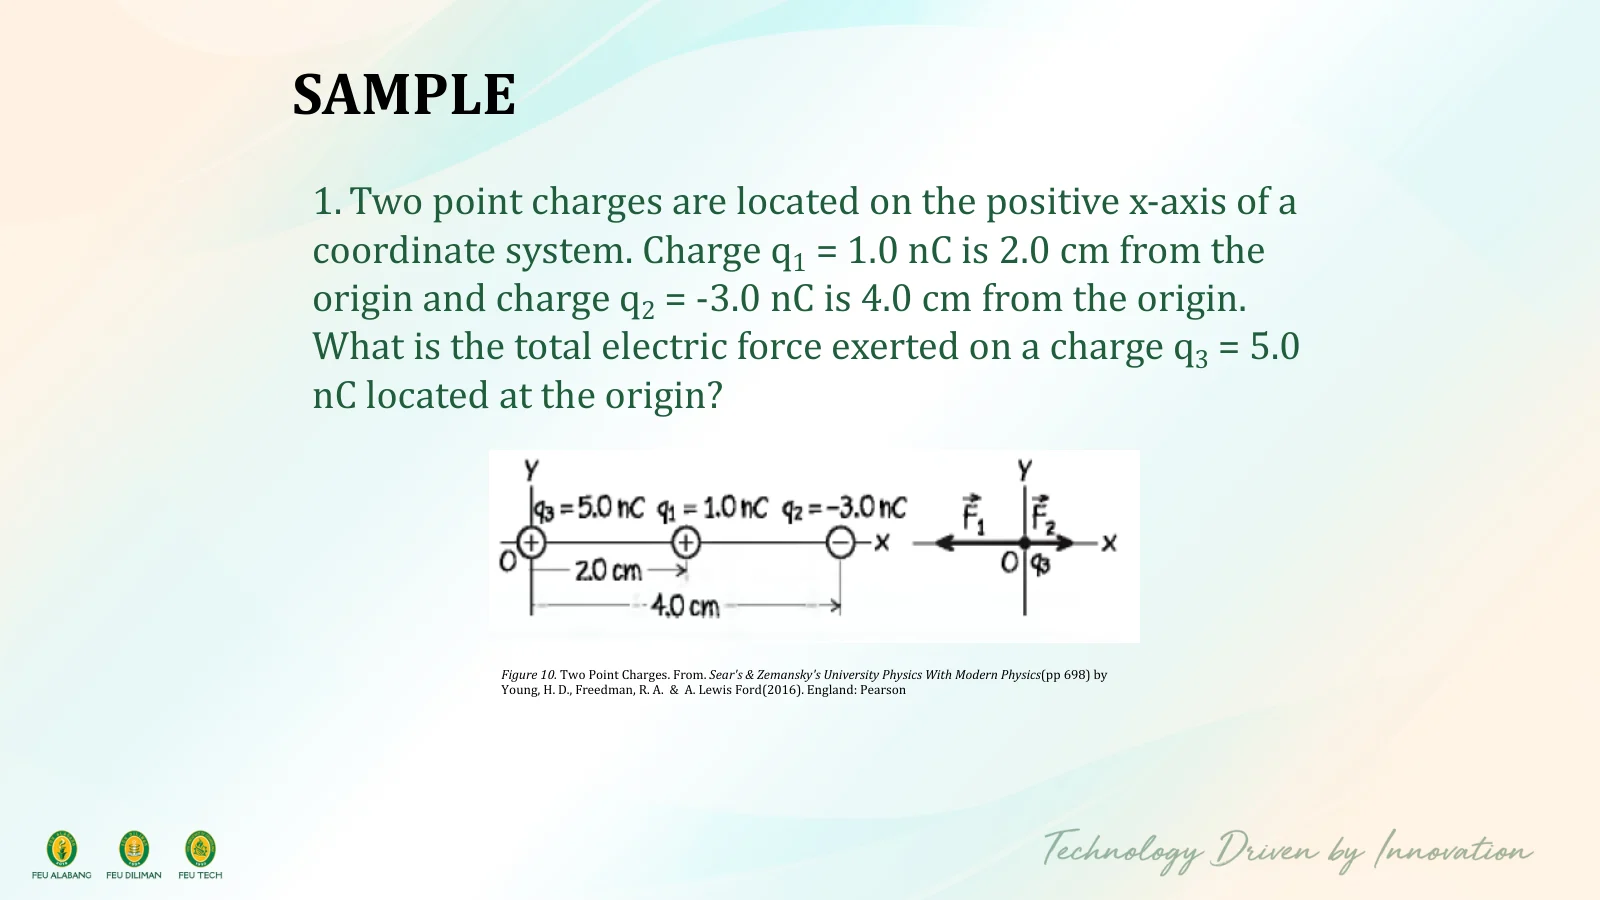 SAMPLE
1. Two point charges are located on the positive x-axis of a
coordinate system. Charge q₁ = 1.0 nC is 2.0 cm from the
origin and charge q₂ = -3.0 nC is 4.0 cm from the origin.
What is the total electric force exerted on a charge q₃ = 5.0
nC located at the origin?
Y
q₃ = 5.0 nC q₁ = 1.0 nC q₂ = -3.0 nC
x
O
2.0 cm
4.0 cm
Y
F⃗₁ F⃗₂
x
O q₃
Figure 10. Two Point Charges. From. Sear's & Zemansky's University Physics With Modern Physics(pp 698) by
Young, H. D., Freedman, R. A. & A. Lewis Ford(2016). England: Pearson
FEU ALABANG FEU DILIMAN FEU TECH
Technology Driven by Innovation